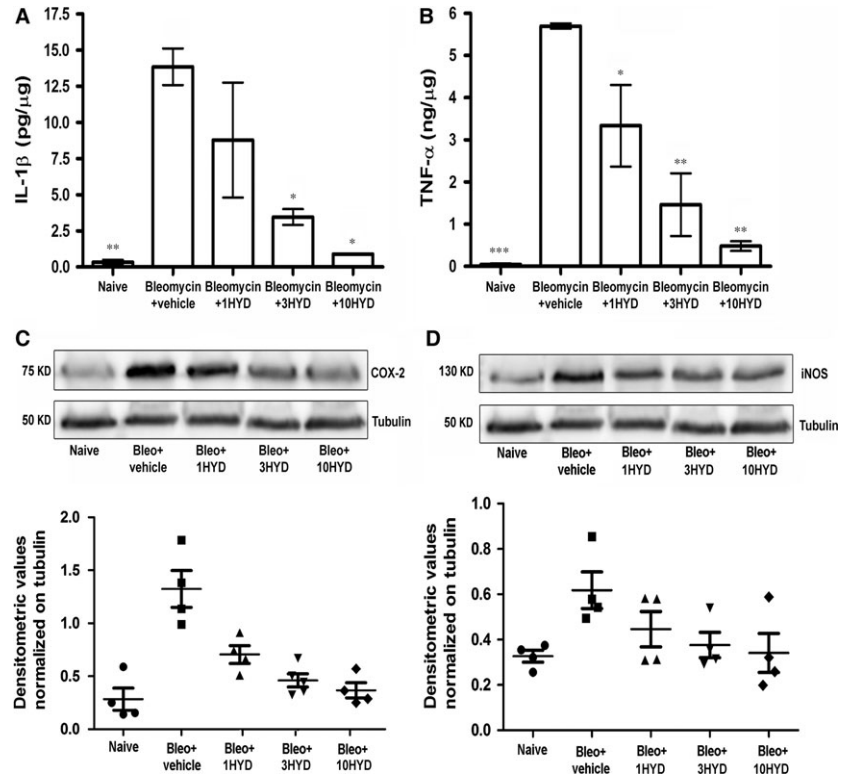 A
IL-1β (pg/μg)
17.5
15.0
12.5
10.0
7.5
5.0
2.5
0.0
**
*
*
Naive
Bleomycin
+vehicle
Bleomycin
+1HYD
Bleomycin
+3HYD
Bleomycin
+10HYD
B
TNF-α (ng/μg)
6
5
4
3
2
1
0
***
*
**
**
Naive
Bleomycin
+vehicle
Bleomycin
+1HYD
Bleomycin
+3HYD
Bleomycin
+10HYD
C
75 KD
COX-2
50 KD
Tubulin
Naive
Bleo+
vehicle
Bleo+
1HYD
Bleo+
3HYD
Bleo+
10HYD
Densitometric values
normalized on tubulin
2.0
1.5
1.0
0.5
0.0
Naive
Bleo+
vehicle
Bleo+
1HYD
Bleo+
3HYD
Bleo+
10HYD
D
130 KD
iNOS
50 KD
Tubulin
Naive
Bleo+
vehicle
Bleo+
1HYD
Bleo+
3HYD
Bleo+
10HYD
Densitometric values
normalized on tubulin
1.0
0.8
0.6
0.4
0.2
0.0
Naive
Bleo+
vehicle
Bleo+
1HYD
Bleo+
3HYD
Bleo+
10HYD